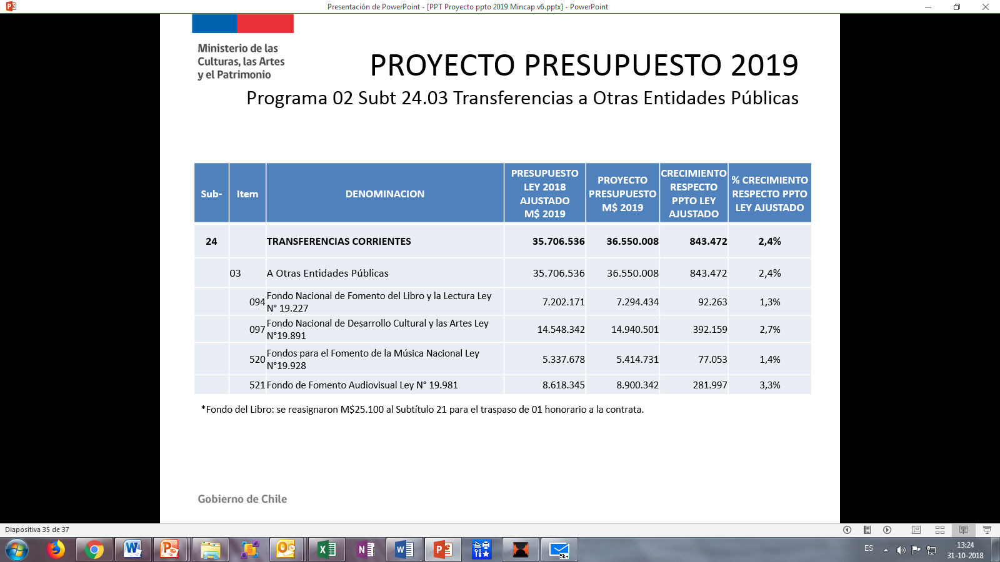 Presentación de PowerPoint - [PPT Proyecto ppto 2019 Mincap v6.pptx] - PowerPoint
Ministerio de las
Culturas, las Artes
y el Patrimonio
PROYECTO PRESUPUESTO 2019
Programa 02 Subt 24.03 Transferencias a Otras Entidades Públicas
Sub- Item DENOMINACION PRESUPUESTO LEY 2018 AJUSTADO M$ 2019 PROYECTO PRESUPUESTO M$ 2019 CRECIMIENTO RESPECTO PPTO LEY AJUSTADO % CRECIMIENTO RESPECTO PPTO LEY AJUSTADO
24 TRANSFERENCIAS CORRIENTES 35.706.536 36.550.008 843.472 2,4%
03 A Otras Entidades Públicas 35.706.536 36.550.008 843.472 2,4%
094 Fondo Nacional de Fomento del Libro y la Lectura Ley N° 19.227 7.202.171 7.294.434 92.263 1,3%
097 Fondo Nacional de Desarrollo Cultural y las Artes Ley N°19.891 14.548.342 14.940.501 392.159 2,7%
520 Fondos para el Fomento de la Música Nacional Ley N°19.928 5.337.678 5.414.731 77.053 1,4%
521 Fondo de Fomento Audiovisual Ley N° 19.981 8.618.345 8.900.342 281.997 3,3%
*Fondo del Libro: se reasignaron M$25.100 al Subtítulo 21 para el traspaso de 01 honorario a la contrata.
Gobierno de Chile
Diapositiva 35 de 37
5k+
ES
13:24
31-10-2018